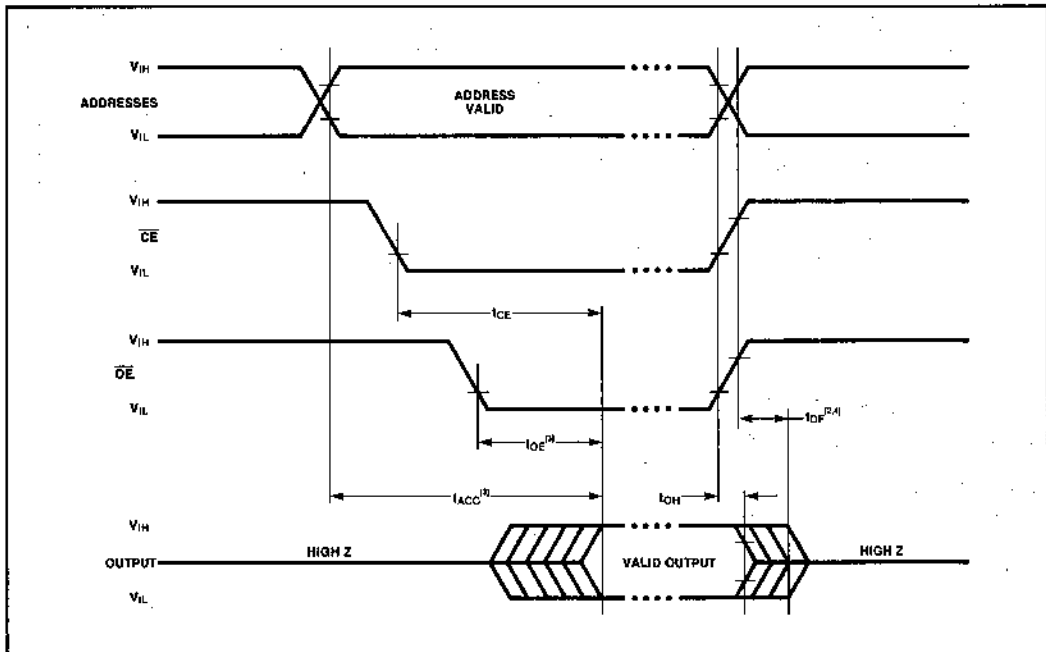 VIH
ADDRESSES
ADDRESS
VALID
VIL
VIH
CE
VIL
tCE
VIH
OE
VIL
tDF[2,4]
tOE[3]
tACC[3]
tOH
VIH
HIGH Z
OUTPUT
VALID OUTPUT
HIGH Z
VIL